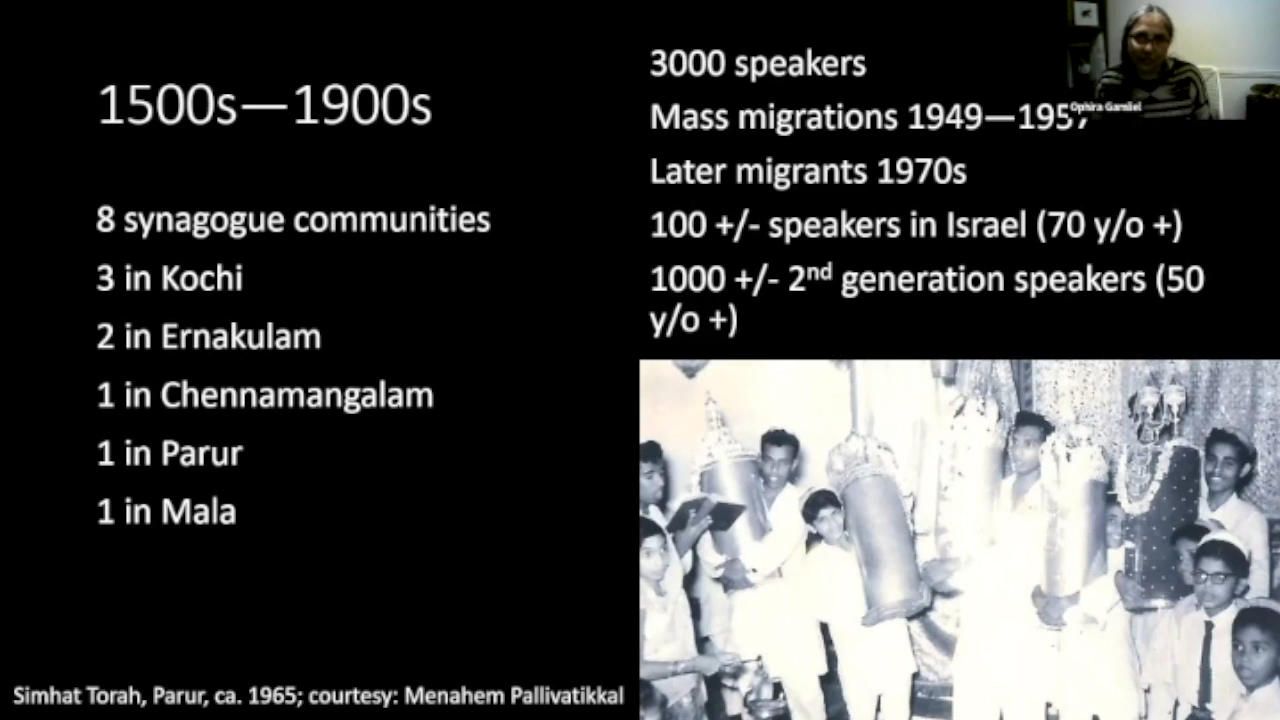 1500s—1900s
8 synagogue communities
3 in Kochi
2 in Ernakulam
1 in Chennamangalam
1 in Parur
1 in Mala
3000 speakers
Mass migrations 1949—1957
Later migrants 1970s
100 +/- speakers in Israel (70 y/o +)
1000 +/- 2nd generation speakers (50
y/o +)
Ophira Gamliel
Simhat Torah, Parur, ca. 1965; courtesy: Menahem Pallivatikkal